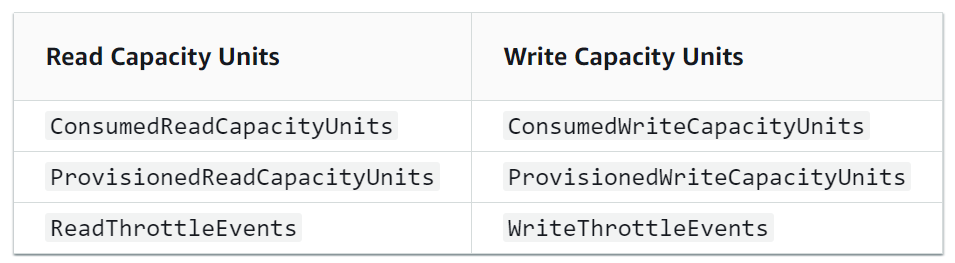 Read Capacity Units Write Capacity Units
ConsumedReadCapacityUnits ConsumedWriteCapacityUnits
ProvisionedReadCapacityUnits ProvisionedWriteCapacityUnits
ReadThrottleEvents WriteThrottleEvents